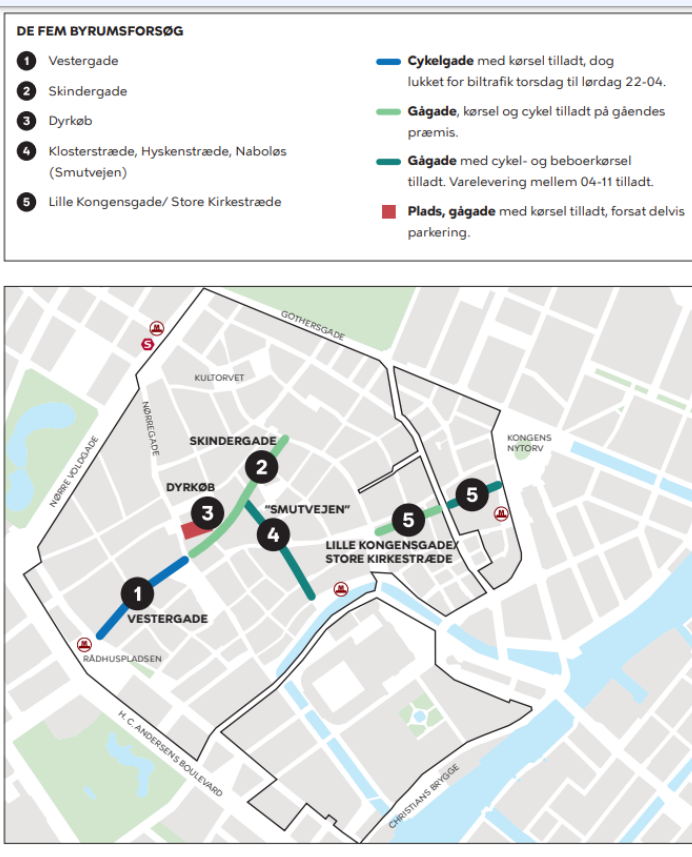 DE FEM BYRUMSFORSØG
1 Vestergade
2 Skindergade
3 Dyrkøb
4 Klosterstræde, Hyskenstræde, Naboløs
(Smutvejen)
5 Lille Kongensgade/ Store Kirkestræde
Cykelgade med kørsel tilladt, dog
lukket for biltrafik torsdag til lørdag 22-04.
Gågade, kørsel og cykel tilladt på gåendes
præmis.
Gågade med cykel- og beboerkørsel
tilladt. Varelevering mellem 04-11 tilladt.
Plads, gågade med kørsel tilladt, forsat delvis
parkering.
GOTHERSGADE
M
S
KULTORVET
NØRREGADE
NØRRE VOLDGADE
SKINDERGADE
2
KONGENS
NYTORV
DYRKØB
3
"SMUTVEJEN"
4
5
5
M
LILLE KONGENSGADE/
STORE KIRKESTRÆDE
1
VESTERGADE
M
M
RÅDHUSPLADSEN
H. C. ANDERSENS BOULEVARD
CHRISTIANS BRYGGE